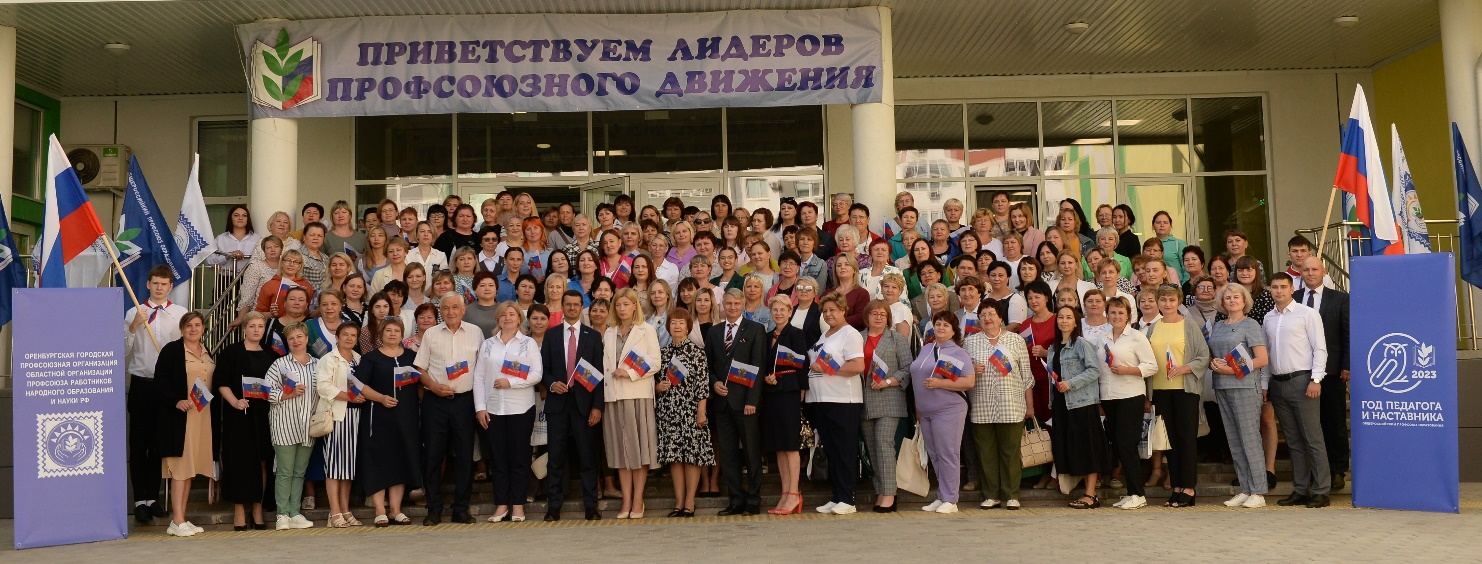 ПРИВЕТСТВУЕМ ЛИДЕРОВ
ПРОФСОЮЗНОГО ДВИЖЕНИЯ
ОРЕНБУРГСКАЯ ГОРОДСКАЯ
ПРОФСОЮЗНАЯ ОРГАНИЗАЦИЯ
ОБЛАСТНОЙ ОРГАНИЗАЦИИ
ПРОФСОЮЗА РАБОТНИКОВ
НАРОДНОГО ОБРАЗОВАНИЯ
И НАУКИ РФ
2023
ГОД ПЕДАГОГА
И НАСТАВНИКА